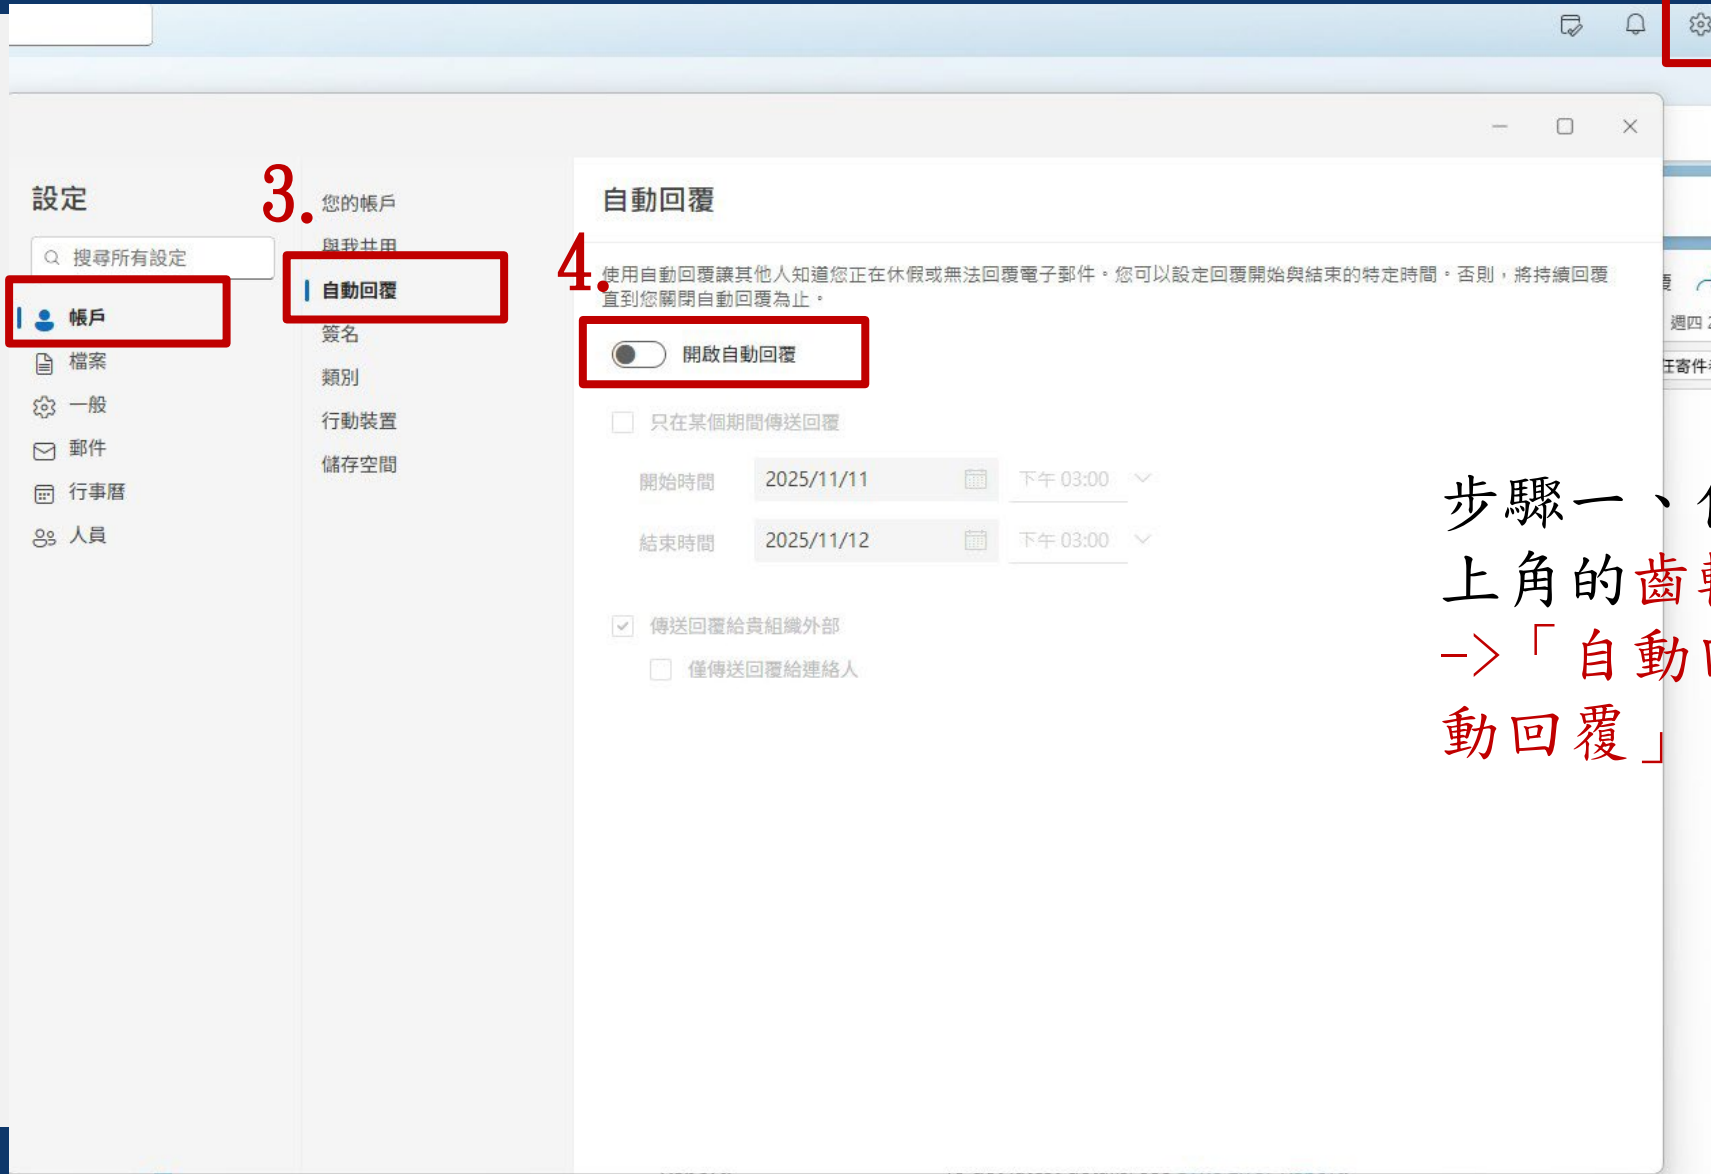 設定
搜尋所有設定
帳戶
檔案
一般
郵件
行事曆
人員
3.
您的帳戶
與我共用
自動回覆
簽名
類別
行動裝置
儲存空間
自動回覆
4.
使用自動回覆讓其他人知道您正在休假或無法回覆電子郵件。您可以設定回覆開始與結束的特定時間。否則，將持續回覆
直到您關閉自動回覆為止。
開啟自動回覆
只在某個期間傳送回覆
開始時間 2025/11/11 下午 03:00
結束時間 2025/11/12 下午 03:00
傳送回覆給貴組織外部
僅傳送回覆給連絡人
週四 2
寄件
步驟一、
上角的齒
->「自動
動回覆」